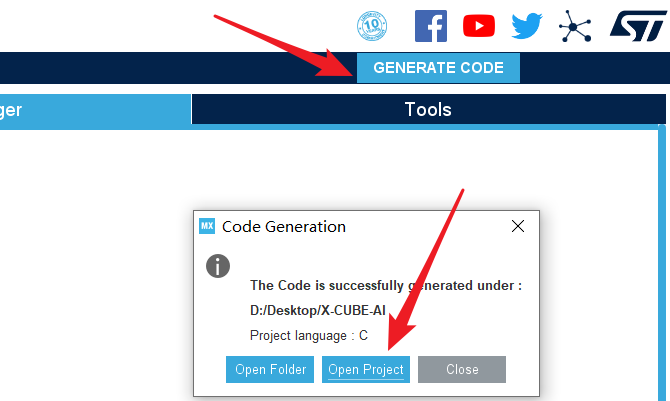 10
ST
GENERATE CODE
ger
Tools
MX
Code Generation
The Code is successfully generated under :
D:/Desktop/X-CUBE-AI
Project language : C
Open Folder
Open Project
Close